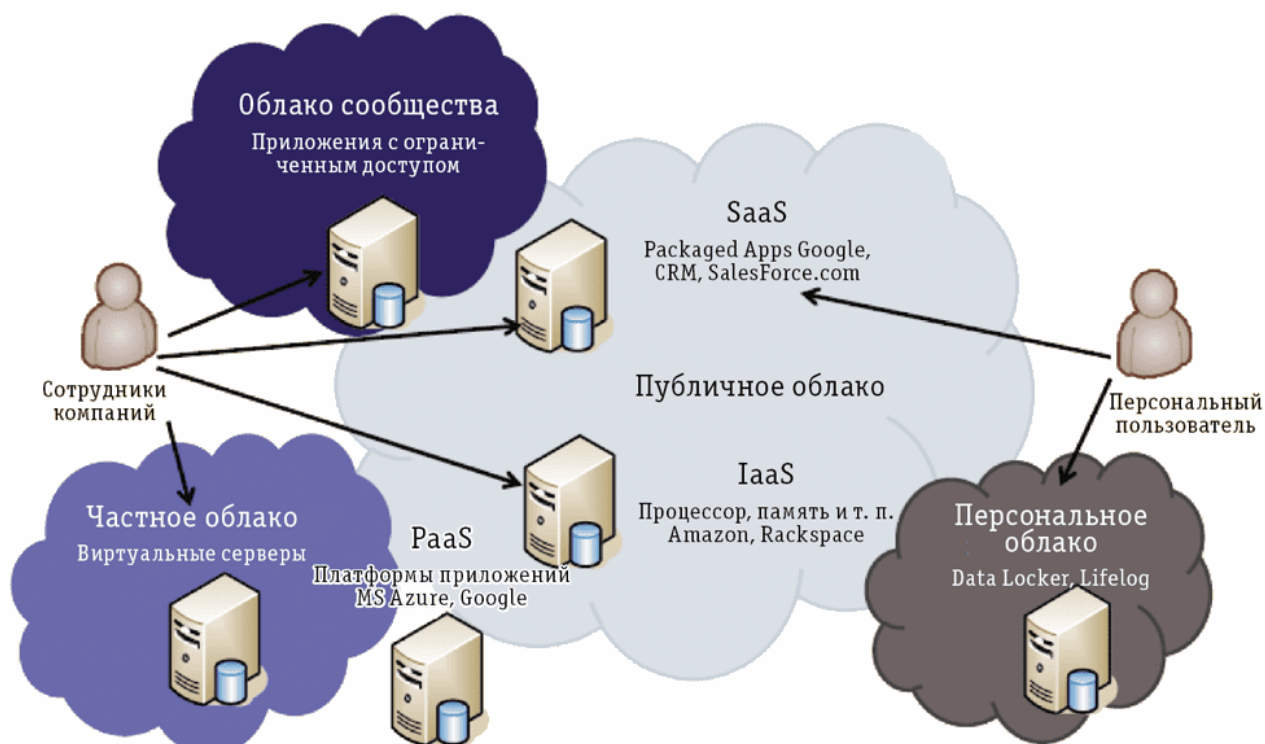 Облако сообщества
Приложения с ограни-
ченным доступом
SaaS
Packaged Apps Google,
CRM, SalesForce.com
Сотрудники
компаний
Публичное облако
Персональный
пользователь
Частное облако
Виртуальные серверы
PaaS
Платформы приложений
MS Azure, Google
IaaS
Процессор, память и т. п.
Amazon, Rackspace
Персональное
облако
Data Locker, Lifelog